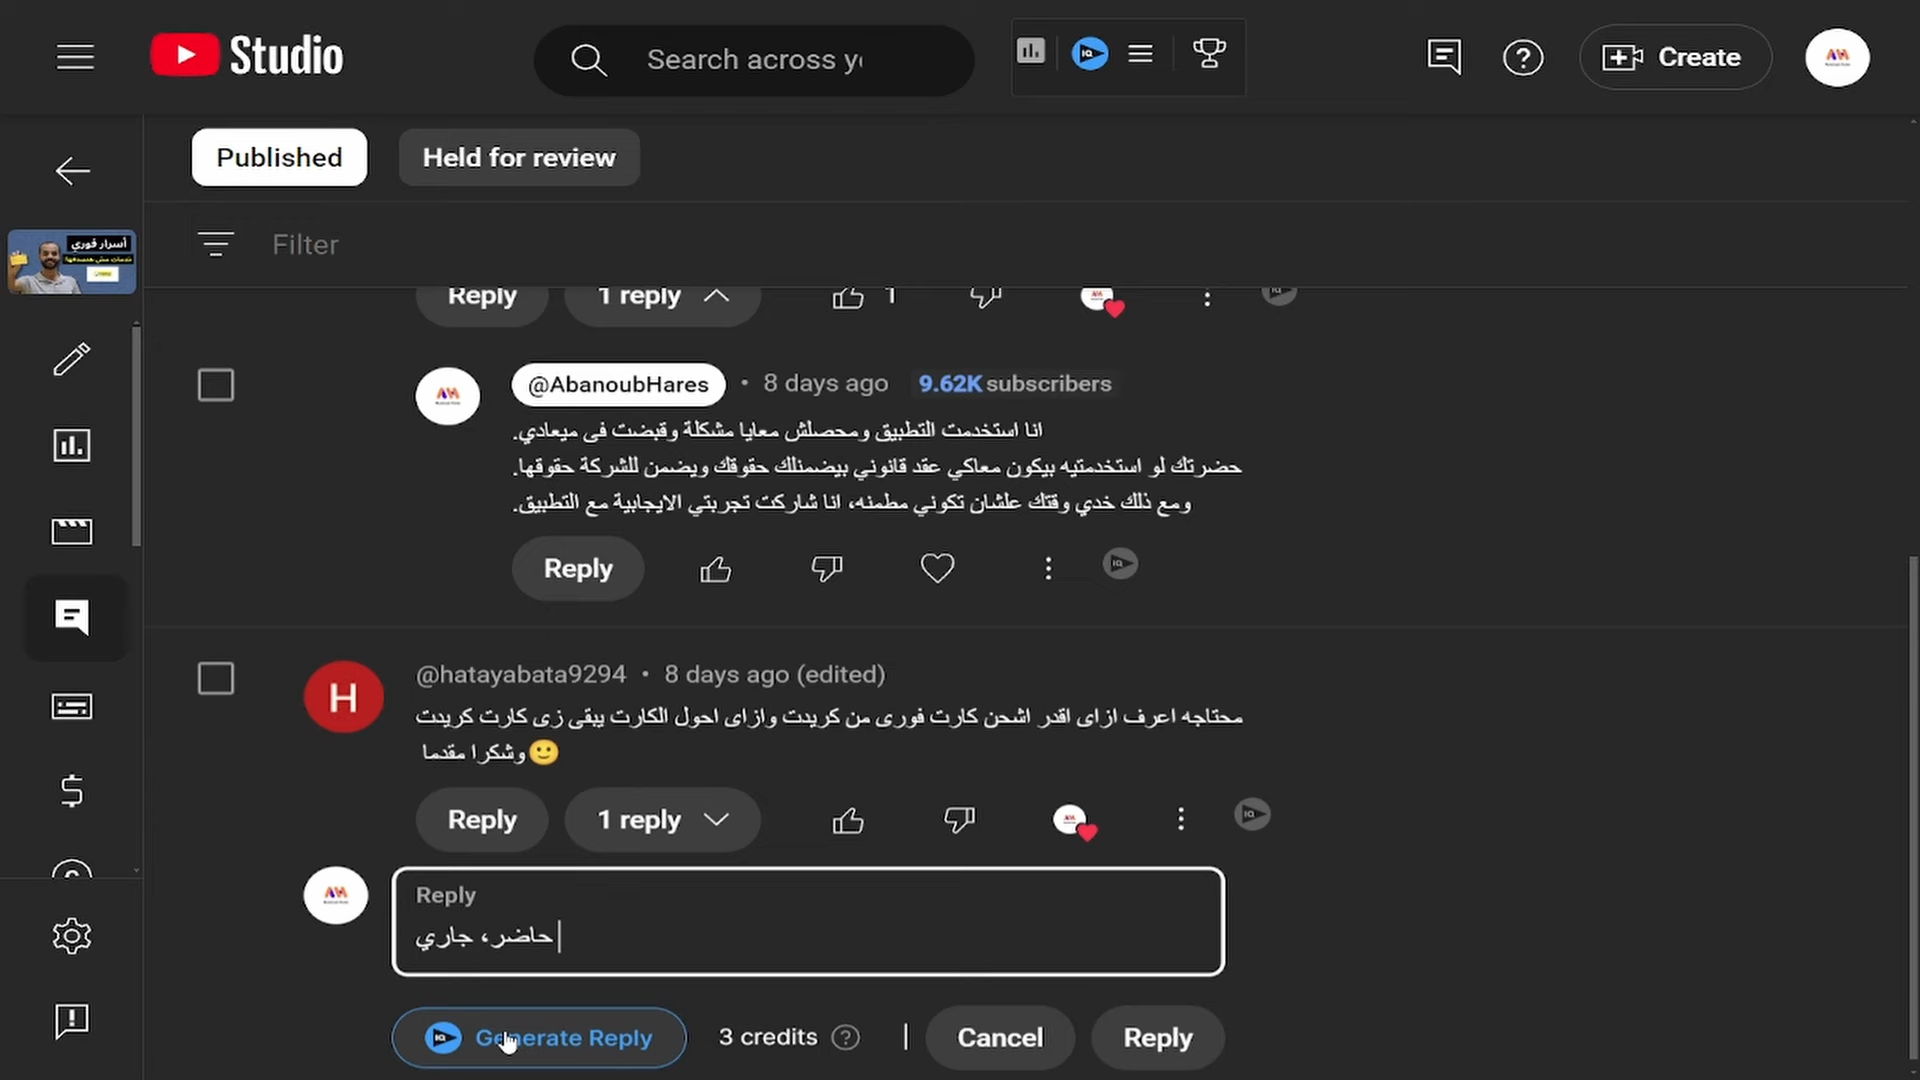 Studio
Search across yo
Create
Published
Held for review
أسرار فوري
Filter
Reply
1 reply
1
@AbanoubHares • 8 days ago 9.62K subscribers
انا استخدمت التطبيق ومحصلش معايا مشكلة وقبضت فى ميعادي.
حضرتك لو استخدمتيه بيكون معاكي عقد قانوني بيضمنلك حقوقك ويضمن للشركة حقوقها.
ومع ذلك خدي وقتك علشان تكوني مطمنه، انا شاركت تجربتي الايجابية مع التطبيق.
Reply
H
@hatayabata9294 • 8 days ago (edited)
محتاجه اعرف ازاى اقدر اشحن كارت فورى من كريدت وازاى احول الكارت يبقى زى كارت كريدت
وشكرا مقدما🙂
Reply
1 reply
Reply
حاضر، جاري
Generate Reply
3 credits ?
Cancel
Reply